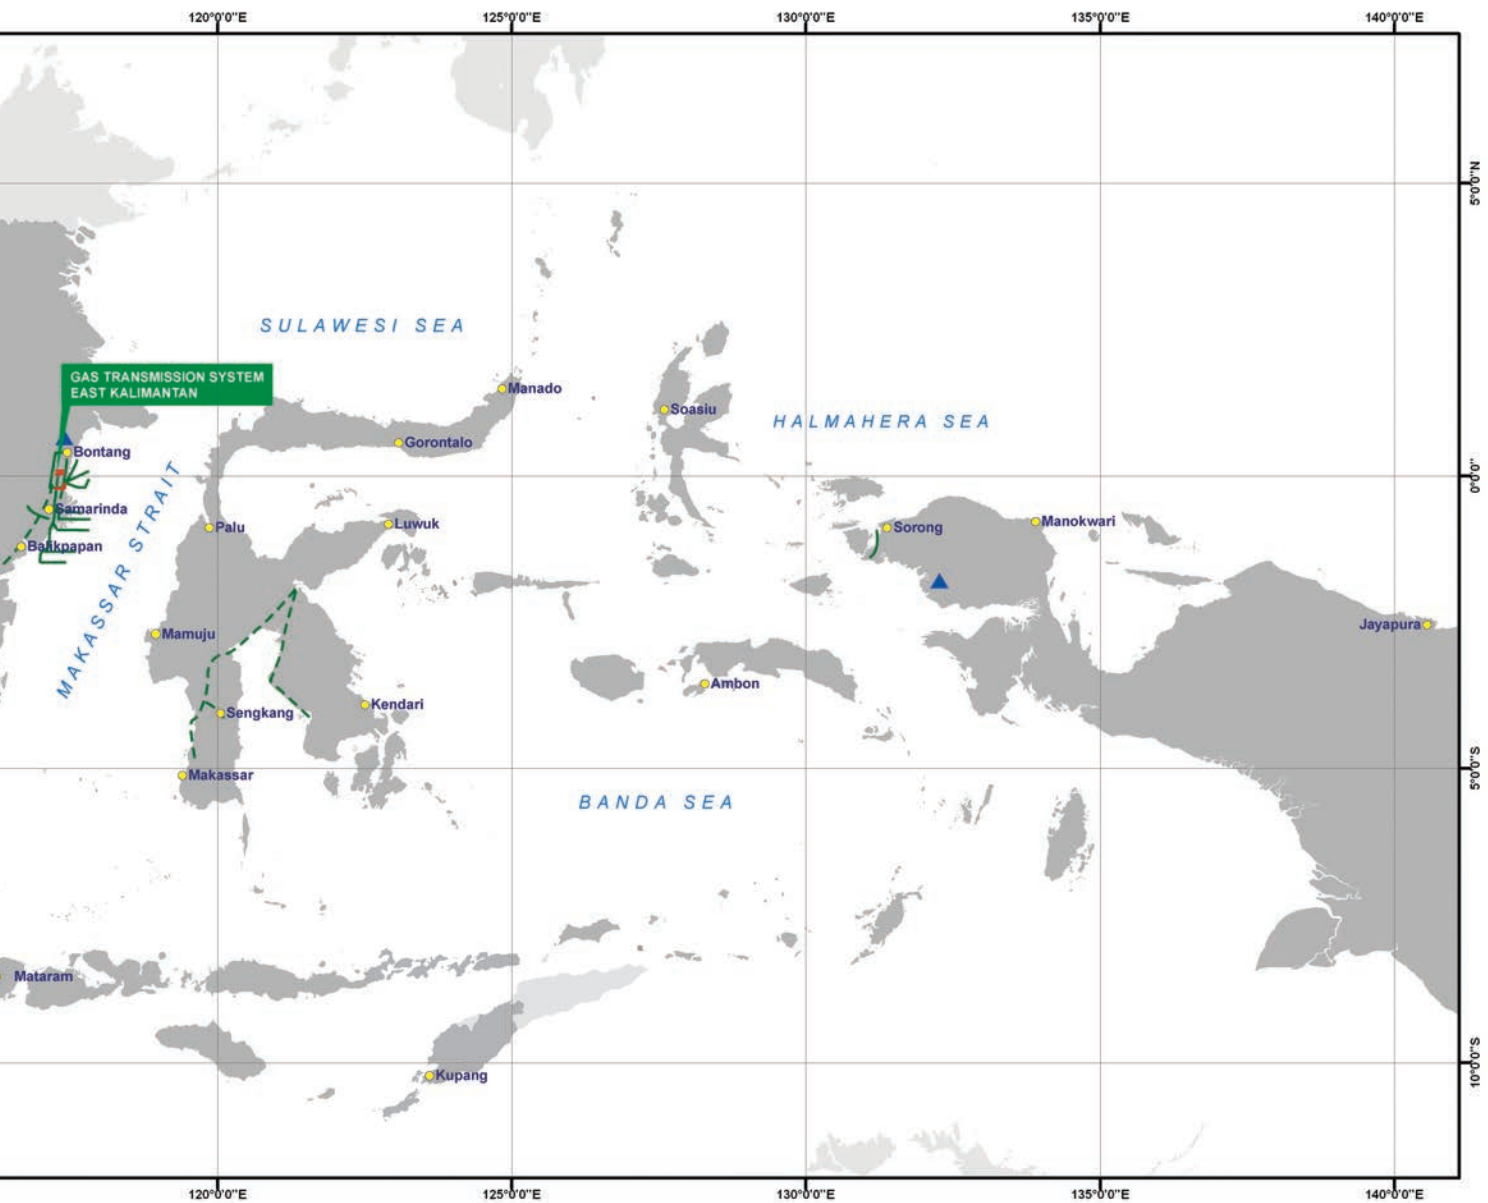 120°0'0"E 125°0'0"E 130°0'0"E 135°0'0"E 140°0'0"E
5°0'0"N
SULAWESI SEA
GAS TRANSMISSION SYSTEM
EAST KALIMANTAN
Manado
Soasiu
HALMAHERA SEA
Gorontalo
Bontang
0°0'0"
MAKASSAR STRAIT
Samarinda
Palu
Luwuk
Sorong
Manokwari
Balikpapan
Jayapura
Mamuju
Ambon
Kendari
Sengkang
Makassar
5°0'0"S
BANDA SEA
Mataram
Kupang
10°0'0"S
120°0'0"E 125°0'0"E 130°0'0"E 135°0'0"E 140°0'0"E